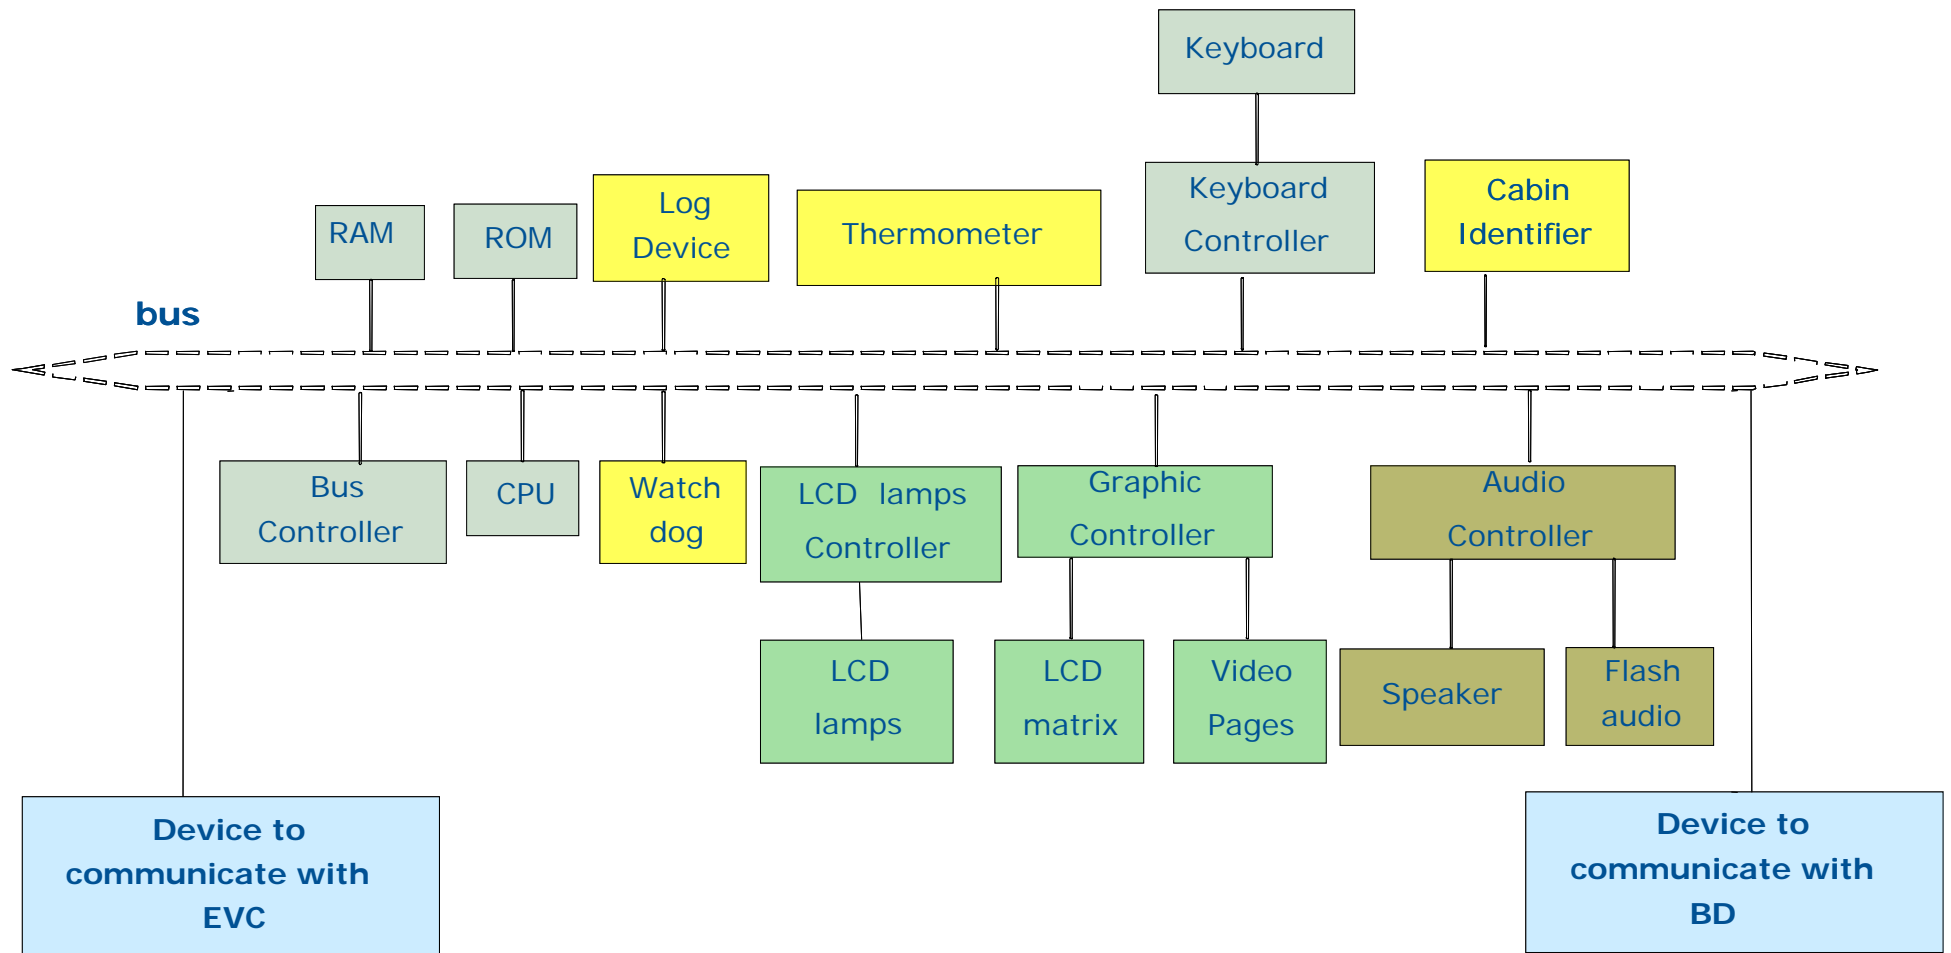 Keyboard
Keyboard
Controller
Cabin
Identifier
Log
Device
Thermometer
RAM
ROM
bus
Bus
Controller
CPU
Watch
dog
LCD lamps
Controller
Graphic
Controller
Audio
Controller
LCD
lamps
LCD
matrix
Video
Pages
Speaker
Flash
audio
Device to
communicate with
EVC
Device to
communicate with
BD